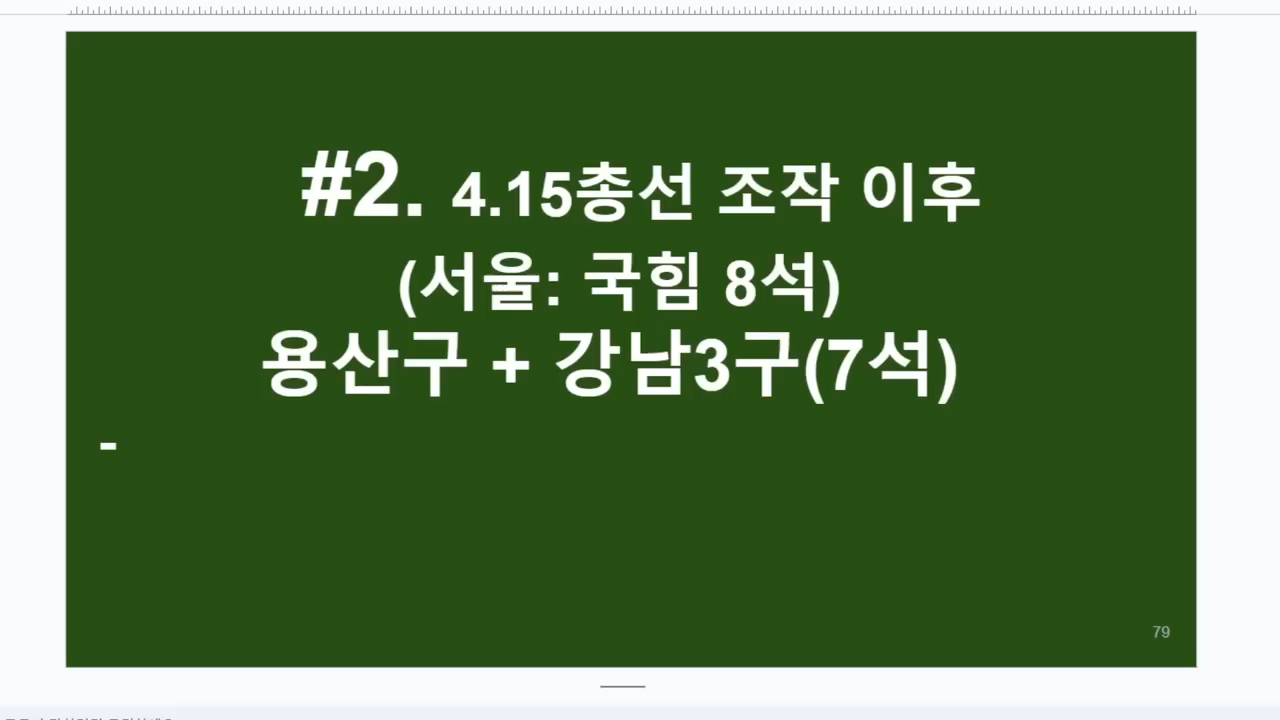 #2. 4.15총선 조작 이후
(서울: 국힘 8석)
용산구 + 강남3구(7석)
-
79